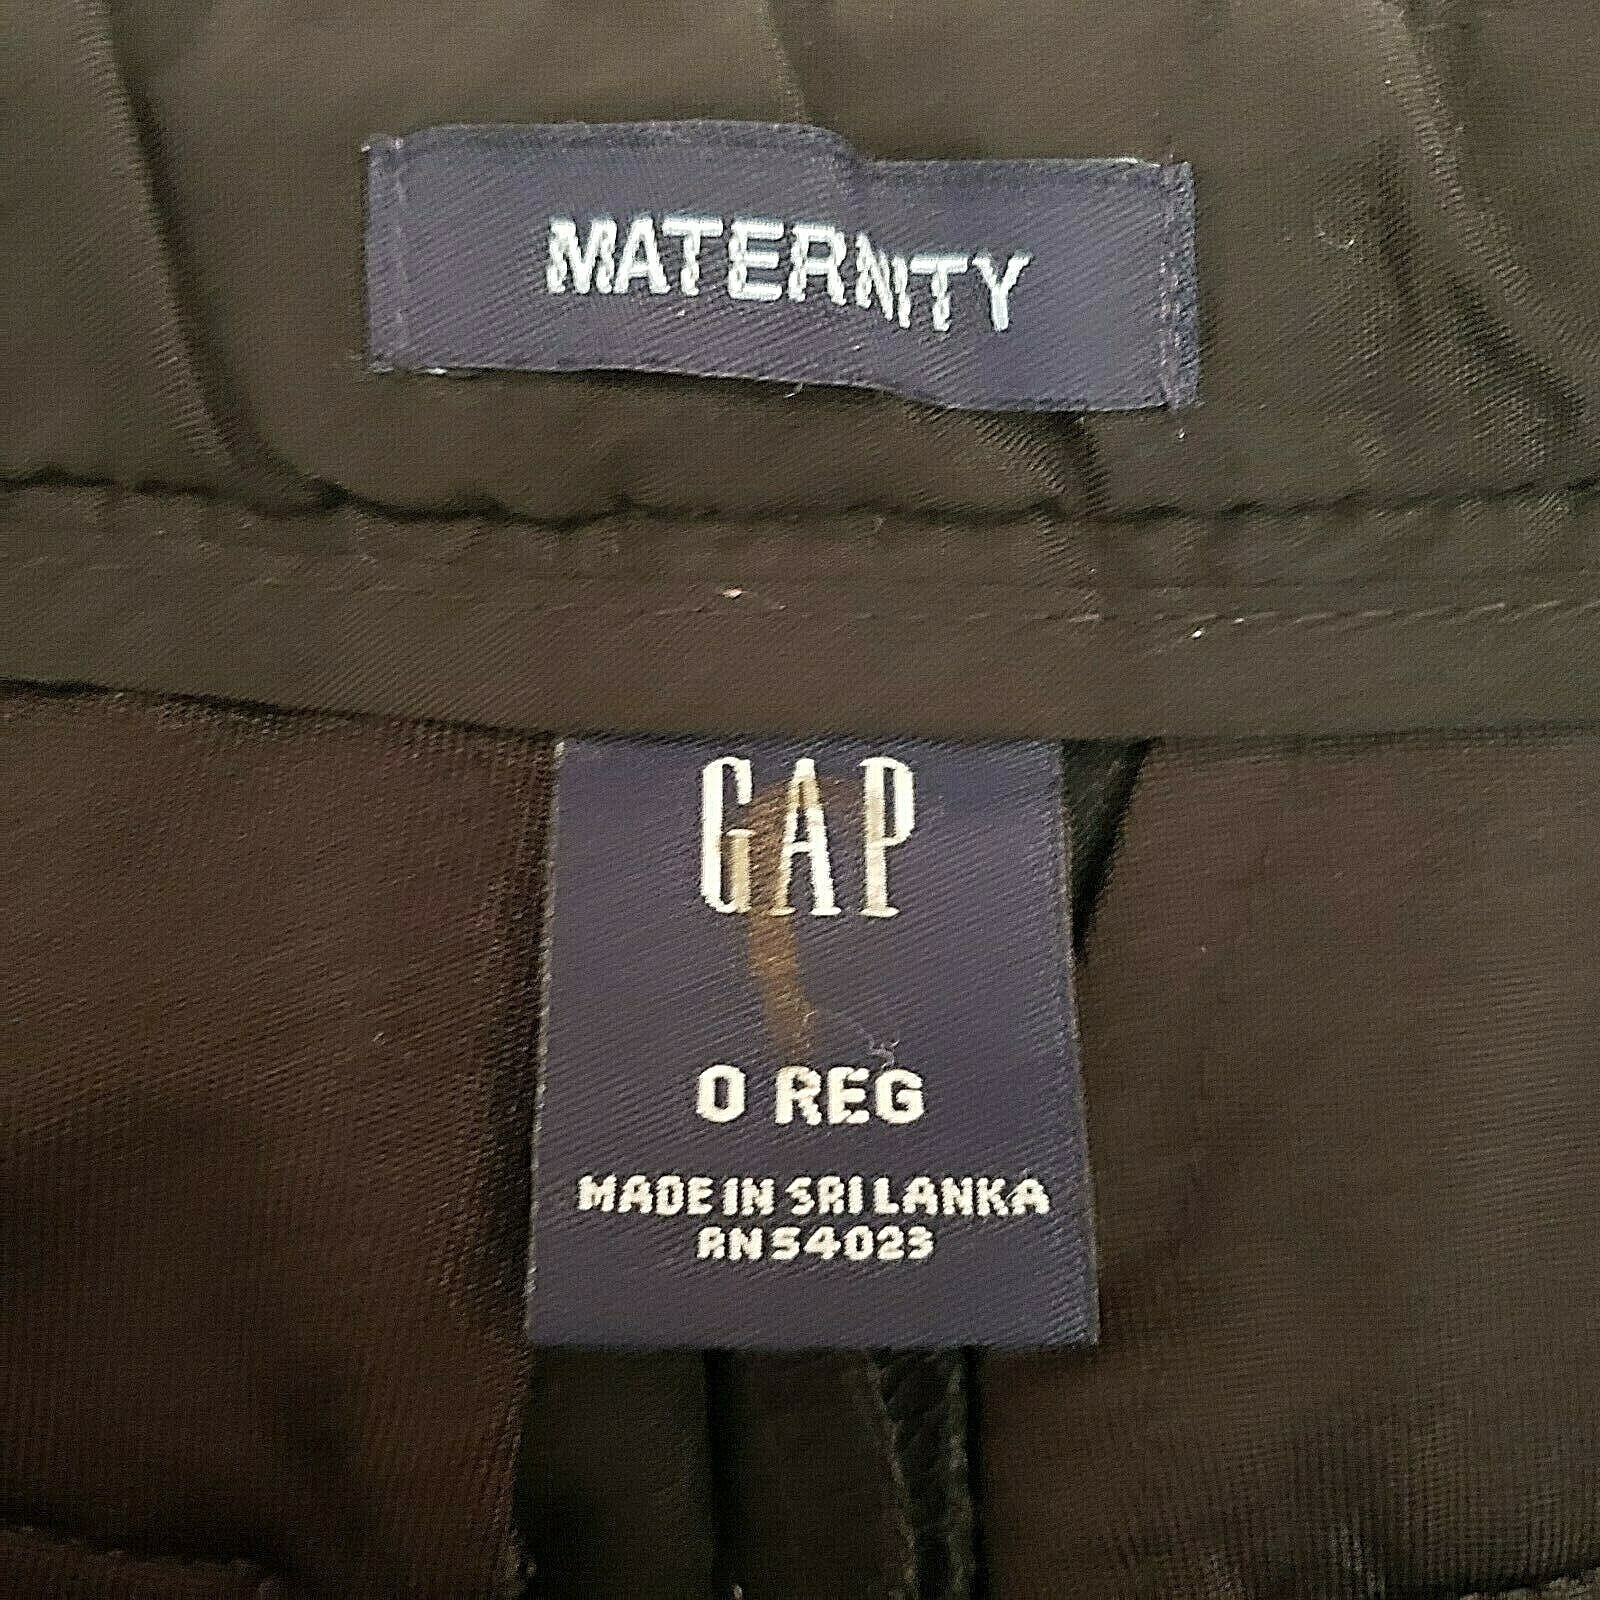 MATERNITY
GAP
0 REG
MADE IN SRI LANKA
RN 54023